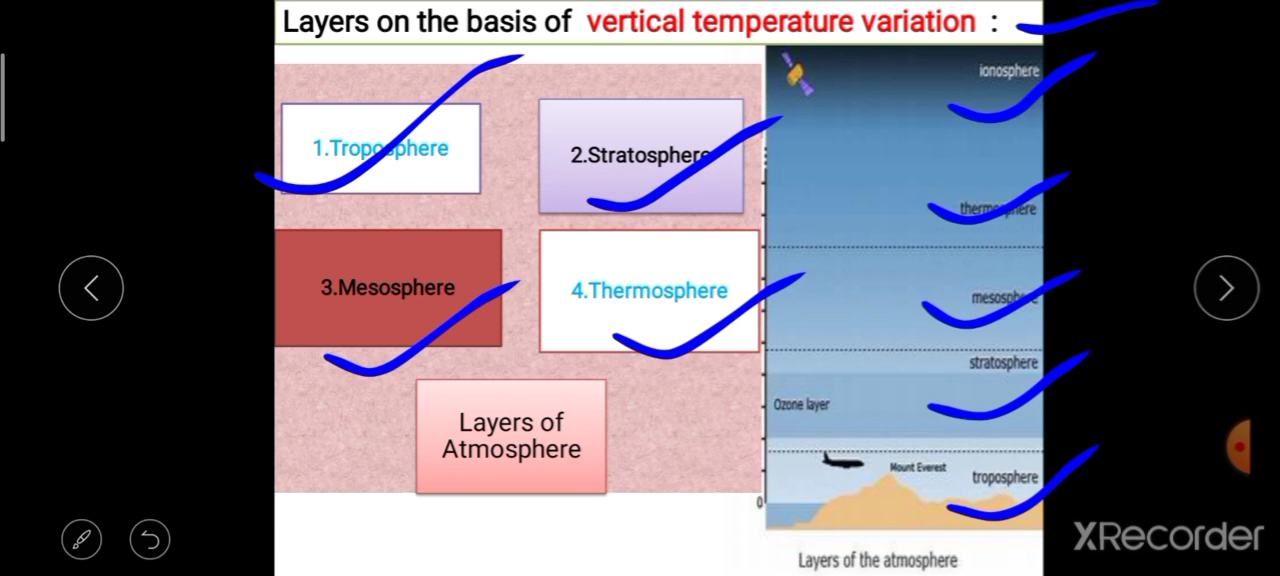 Layers on the basis of vertical temperature variation :
1.Troposphere
2.Stratosphere
3.Mesosphere
4.Thermosphere
Layers of
Atmosphere
ionosphere
thermosphere
mesosphere
stratosphere
Ozone layer
Mount Everest
troposphere
0
Layers of the atmosphere
XRecorder